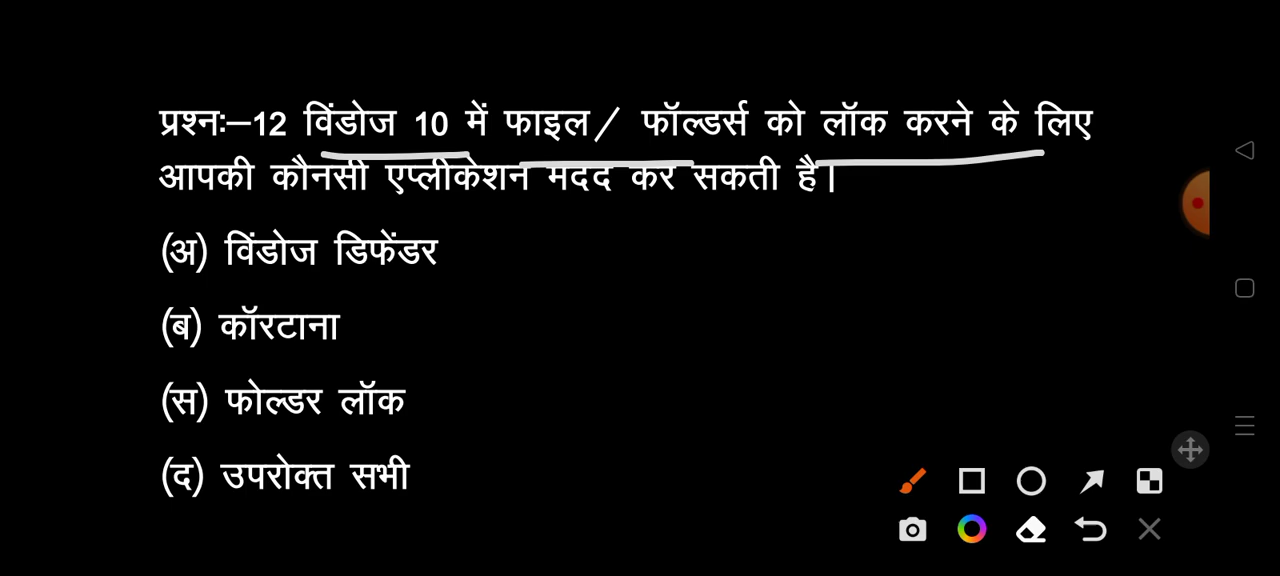 प्रश्नः–12 विंडोज 10 में फाइल/ फॉल्डर्स को लॉक करने के लिए
आपकी कौनसी एप्लीकेशन मदद कर सकती है।
(अ) विंडोज डिफेंडर
(ब) कॉरटाना
(स) फोल्डर लॉक
(द) उपरोक्त सभी